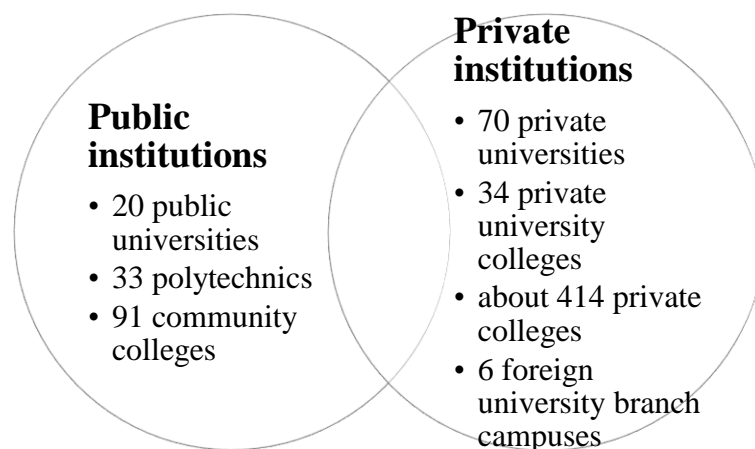 Public
institutions
• 20 public
universities
• 33 polytechnics
• 91 community
colleges
Private
institutions
• 70 private
universities
• 34 private
university
colleges
• about 414 private
colleges
• 6 foreign
university branch
campuses